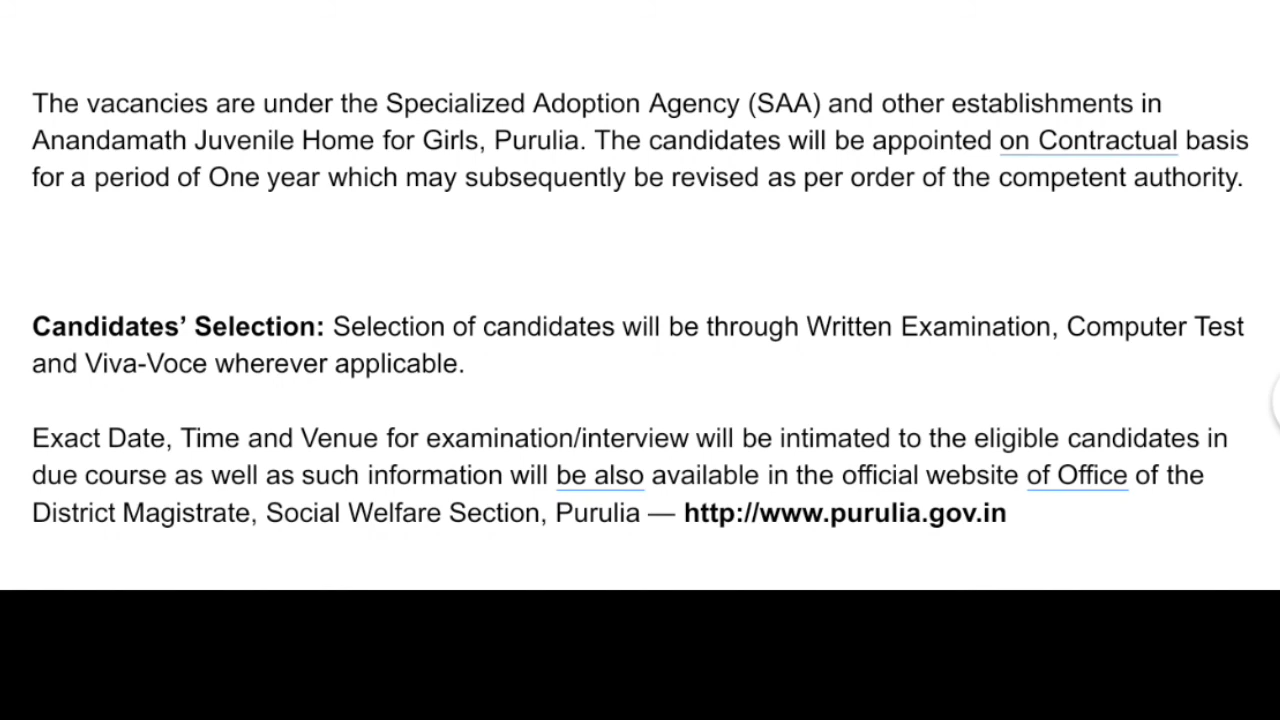 The vacancies are under the Specialized Adoption Agency (SAA) and other establishments in
Anandamath Juvenile Home for Girls, Purulia. The candidates will be appointed on Contractual basis
for a period of One year which may subsequently be revised as per order of the competent authority.
Candidates’ Selection: Selection of candidates will be through Written Examination, Computer Test
and Viva-Voce wherever applicable.
Exact Date, Time and Venue for examination/interview will be intimated to the eligible candidates in
due course as well as such information will be also available in the official website of Office of the
District Magistrate, Social Welfare Section, Purulia — http://www.purulia.gov.in